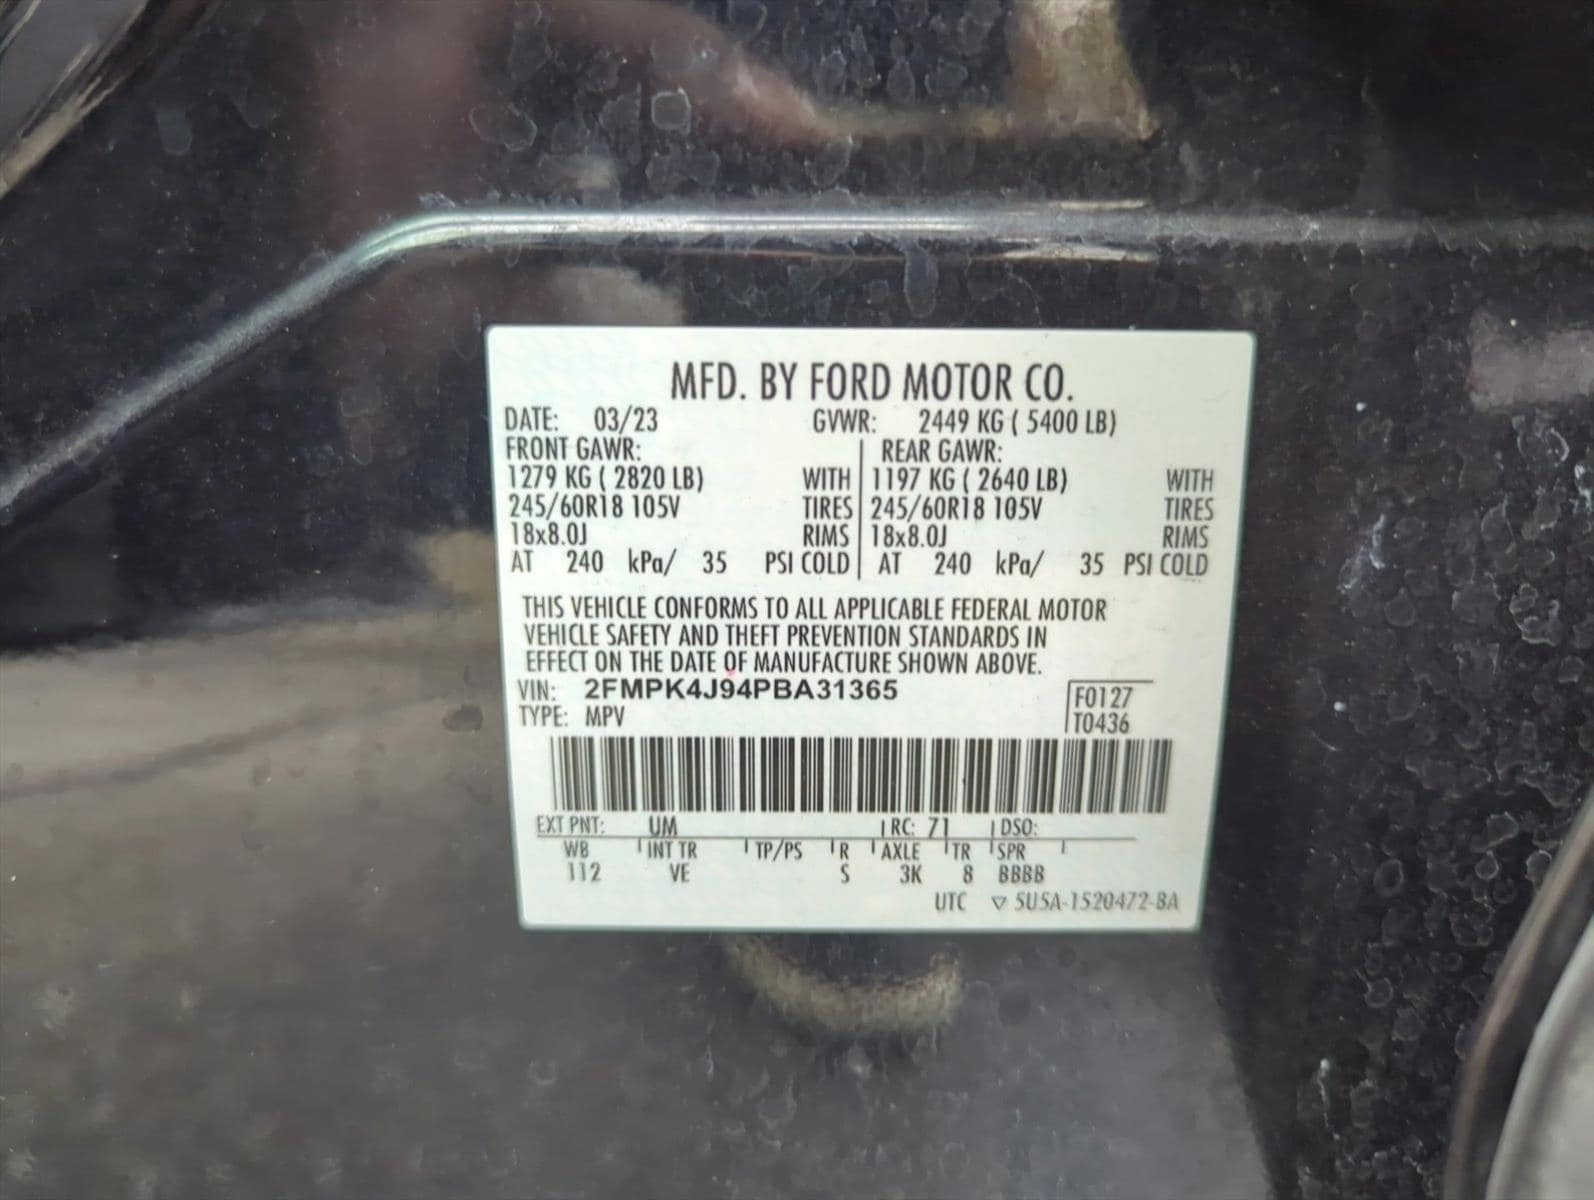 MFD. BY FORD MOTOR CO.
DATE: 03/23 GVWR: 2449 KG ( 5400 LB)
FRONT GAWR: REAR GAWR:
1279 KG ( 2820 LB) WITH 1197 KG ( 2640 LB) WITH
245/60R18 105V TIRES 245/60R18 105V TIRES
18x8.0J RIMS 18x8.0J RIMS
AT 240 kPa/ 35 PSI COLD AT 240 kPa/ 35 PSI COLD
THIS VEHICLE CONFORMS TO ALL APPLICABLE FEDERAL MOTOR
VEHICLE SAFETY AND THEFT PREVENTION STANDARDS IN
EFFECT ON THE DATE OF MANUFACTURE SHOWN ABOVE.
VIN: 2FMPK4J94PBA31365 F0127
TYPE: MPV T0436
EXT PNT: UM RC: 71 DSO:
WB INT TR TP/PS R AXLE TR SPR
112 VE S 3K 8 BBBB
UTC ▽ 5U5A-1520472-BA